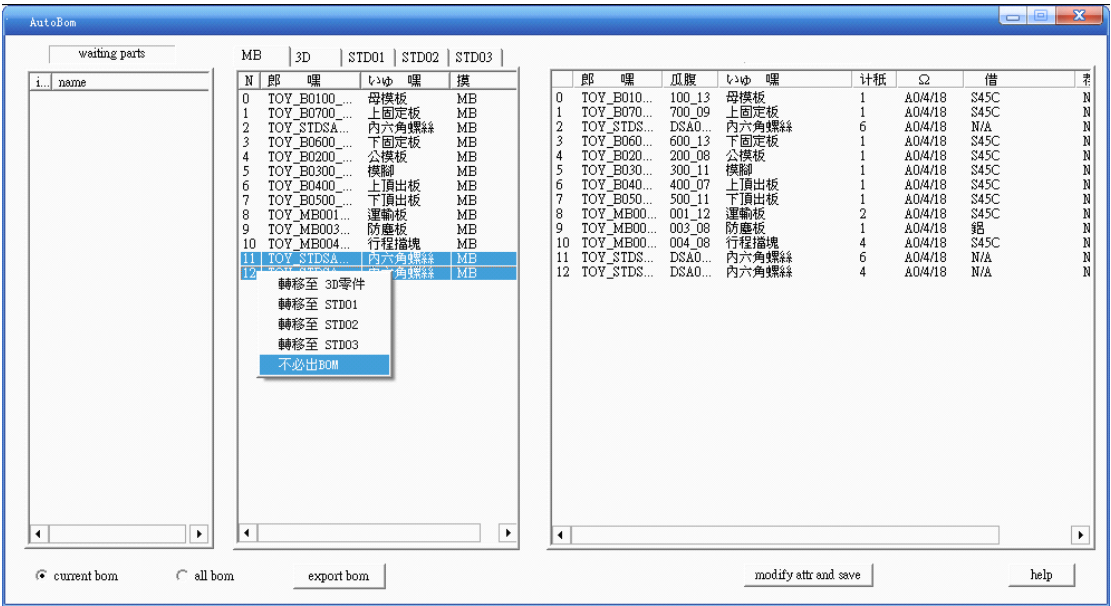 AutoBom
waiting parts
MB 3D STD01 STD02 STD03
i... name
N 郎 嘿 いゅ 嘿 摸
0 TOY_B0100_... 母模板 MB
1 TOY_B0700_... 上固定板 MB
2 TOY_STDSA... 內六角螺絲 MB
3 TOY_B0600_... 下固定板 MB
4 TOY_B0200_... 公模板 MB
5 TOY_B0300_... 模腳 MB
6 TOY_B0400_... 上頂出板 MB
7 TOY_B0500_... 下頂出板 MB
8 TOY_MB001... 運輸板 MB
9 TOY_MB003... 防塵板 MB
10 TOY_MB004... 行程擋塊 MB
11 TOY_STDSA... 內六角螺絲 MB
12 TOY_STDSA... 內六角螺絲 MB
轉移至 3D零件
轉移至 STD01
轉移至 STD02
轉移至 STD03
不必出BOM
郎 嘿 瓜腹 いゅ 嘿 计秖 Ω 借
0 TOY_B010... 100_13 母模板 1 A0/4/18 S45C N
1 TOY_B070... 700_09 上固定板 1 A0/4/18 S45C N
2 TOY_STDS... DSA0... 內六角螺絲 6 A0/4/18 N/A N
3 TOY_B060... 600_13 下固定板 1 A0/4/18 S45C N
4 TOY_B020... 200_08 公模板 1 A0/4/18 S45C N
5 TOY_B030... 300_11 模腳 1 A0/4/18 S45C N
6 TOY_B040... 400_07 上頂出板 1 A0/4/18 S45C N
7 TOY_B050... 500_11 下頂出板 1 A0/4/18 S45C N
8 TOY_MB00... 001_12 運輸板 2 A0/4/18 S45C N
9 TOY_MB00... 003_08 防塵板 1 A0/4/18 鋁 N
10 TOY_MB00... 004_08 行程擋塊 4 A0/4/18 S45C N
11 TOY_STDS... DSA0... 內六角螺絲 6 A0/4/18 N/A N
12 TOY_STDS... DSA0... 內六角螺絲 4 A0/4/18 N/A N
current bom all bom export bom modify attr and save help